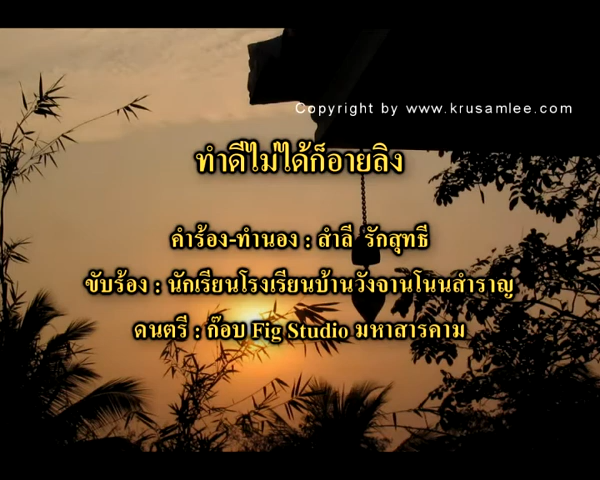 Copyright by www.krusamlee.com
ทำดีไม่ได้ก็อายลิง
คำร้อง-ทำนอง : สำลี รักสุทธี
ขับร้อง : นักเรียนโรงเรียนบ้านวังจานโนนสำราญ
ดนตรี : ก๊อบ Fig Studio มหาสารคาม